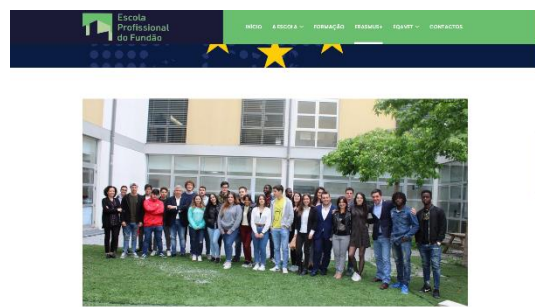 Escola
Profissional
do Fundão
INÍCIO A ESCOLA FORMAÇÃO ERASMUS+ EQAVET CONTACTOS